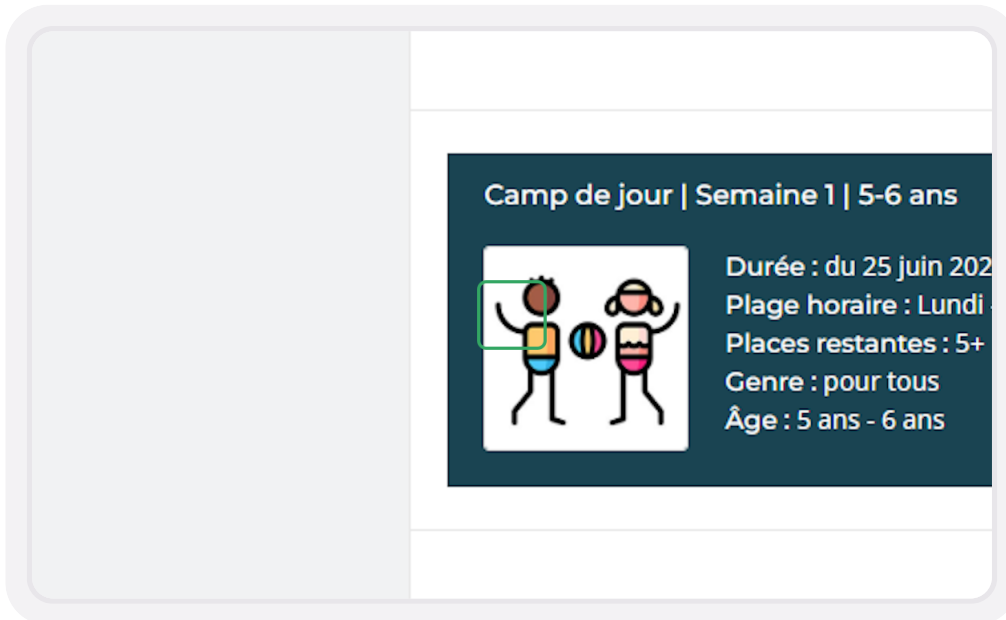 Camp de jour | Semaine 1 | 5-6 ans
Durée : du 25 juin 202
Plage horaire : Lundi
Places restantes : 5+
Genre : pour tous
Âge : 5 ans - 6 ans